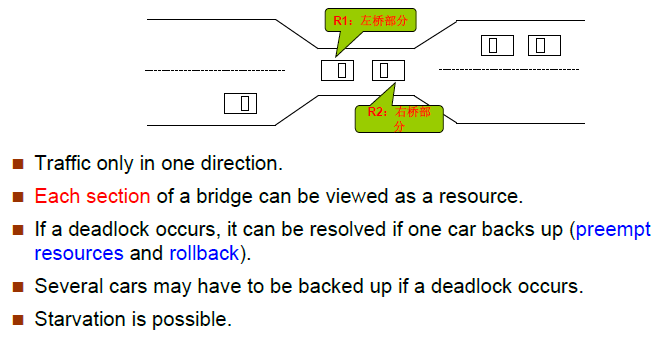 R1：左桥部分
R2：右桥部
分
Traffic only in one direction.
Each section of a bridge can be viewed as a resource.
If a deadlock occurs, it can be resolved if one car backs up (preempt
resources and rollback).
Several cars may have to be backed up if a deadlock occurs.
Starvation is possible.